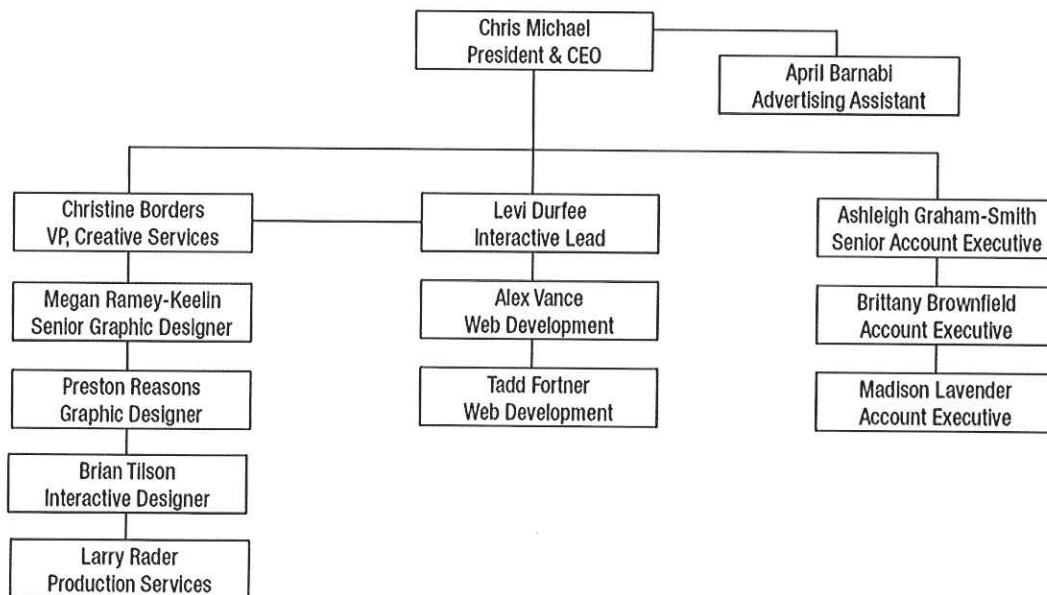 Chris Michael
President & CEO
April Barnabi
Advertising Assistant
Christine Borders
VP, Creative Services
Levi Durfee
Interactive Lead
Ashleigh Graham-Smith
Senior Account Executive
Megan Ramey-Keelin
Senior Graphic Designer
Alex Vance
Web Development
Brittany Brownfield
Account Executive
Preston Reasons
Graphic Designer
Tadd Fortner
Web Development
Madison Lavender
Account Executive
Brian Tilson
Interactive Designer
Larry Rader
Production Services